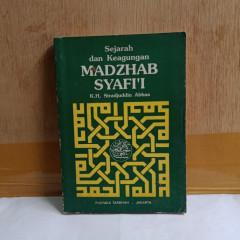 Sejarah
dan Keagungan
MADZHAB
SYAFI'I
K.H. Siradjuddin Abbas
PUSTAKA TARBIYAH - JAKARTA